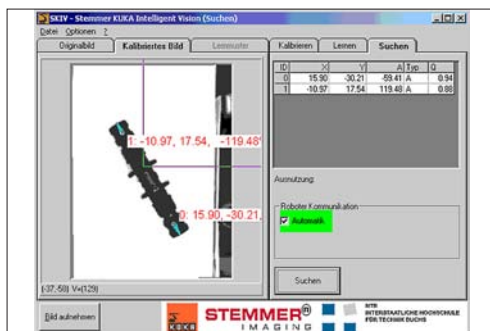 SKIV - Stemmer KUKA Intelligent Vision (Suchen)
Datei Optionen ?
Originalbild Kalibriertes Bild Lernmuster
Kalibrieren Lernen Suchen
ID X Y A Typ Q
0 15.90 -30.21 -59.41 A 0.94
1 -10.97 17.54 119.48 A 0.88
1: -10.97, 17.54, -119.48°
0: 15.90, -30.21,
Ausnutzung:
Roboter Kommunikation
Automatik
Suchen
(-37,-58) V=(129)
Bild aufnehmen
KUKA
STEMMER®
IMAGING
NTB
INTERSTAATLICHE HOCHSCHULE
FÜR TECHNIK BUCHS